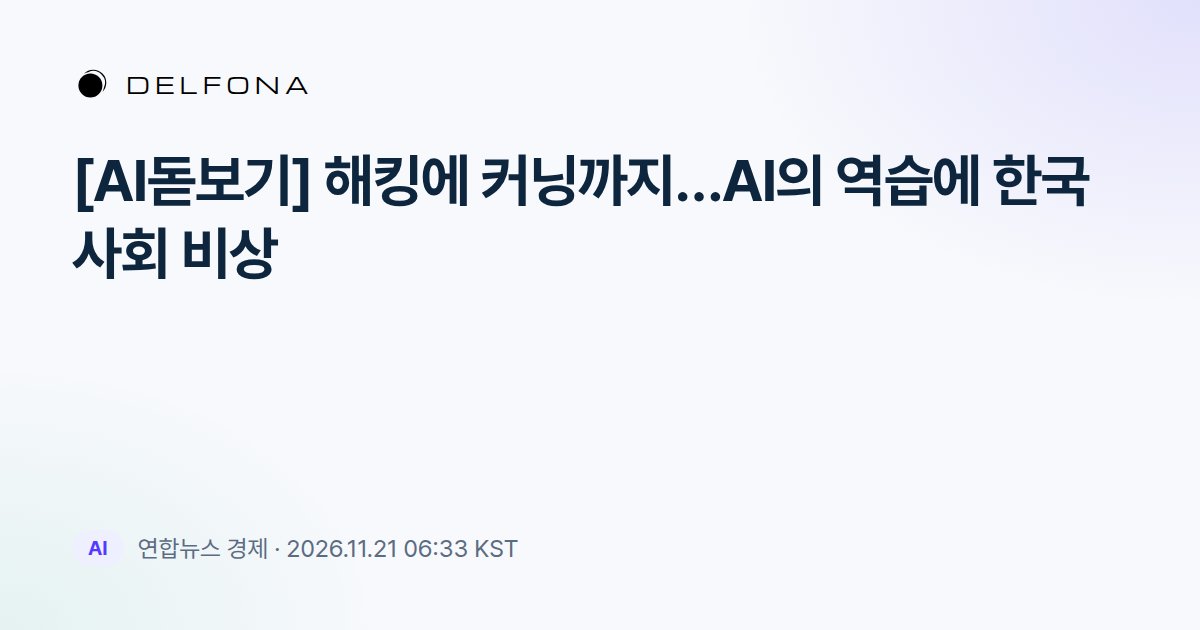 DELFONA
[AI돋보기] 해킹에 커닝까지…AI의 역습에 한국
사회 비상
AI 연합뉴스 경제 · 2026.11.21 06:33 KST